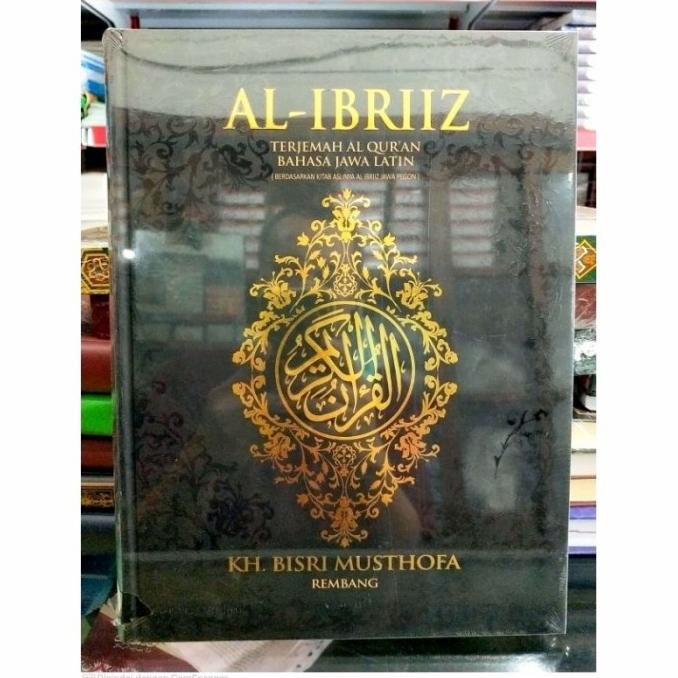 AL-IBRIIZ
TERJEMAH AL QUR'AN
BAHASA JAWA LATIN
( BERDASARKAN KITAB ASLINYA AL IBRIIZ JAWA PEGON )
القرآن الكريم
KH. BISRI MUSTHOFA
REMBANG